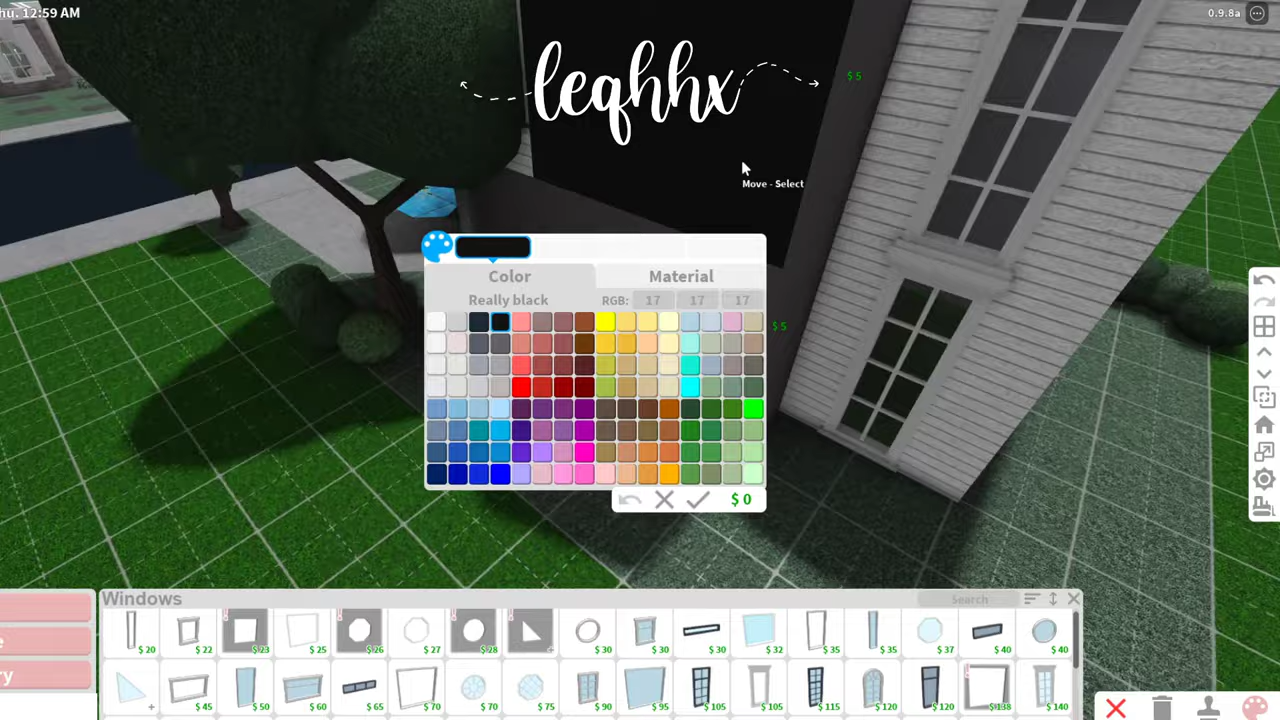 hu. 12:59 AM
0.9.8a
leqhhx
$ 5
Move - Select
Color
Material
Really black
RGB: 17 17 17
$ 5
$ 0
Windows
Search
$ 20 $ 22 $ 23 $ 25 $ 26 $ 27 $ 28 $ 30 $ 30 $ 30 $ 32 $ 35 $ 35 $ 37 $ 40 $ 40
e
ry
$ 45 $ 50 $ 60 $ 65 $ 70 $ 70 $ 75 $ 90 $ 95 $ 105 $ 105 $ 115 $ 120 $ 120 $ 138 $ 140